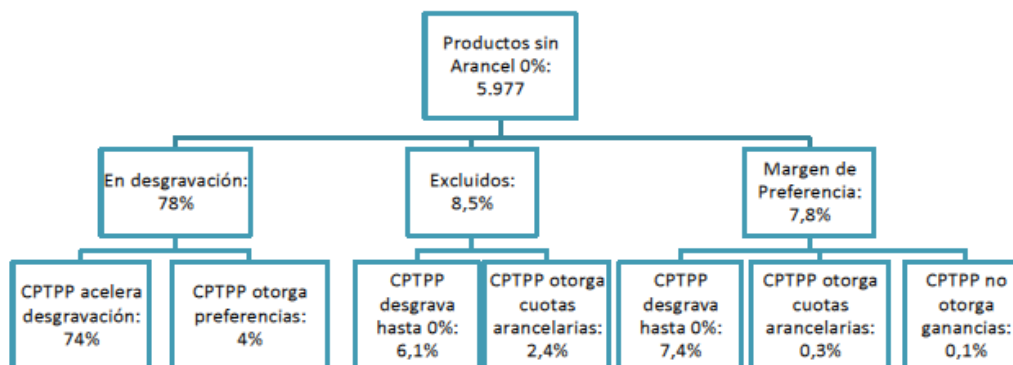 Productos sin
Arancel 0%:
5.977
En desgravación:
78%
Excluidos:
8,5%
Margen de
Preferencia:
7,8%
CPTPP acelera
desgravación:
74%
CPTPP otorga
preferencias:
4%
CPTPP
desgrava
hasta 0%:
6,1%
CPTPP otorga
cuotas
arancelarias:
2,4%
CPTPP
desgrava
hasta 0%:
7,4%
CPTPP otorga
cuotas
arancelarias:
0,3%
CPTPP no
otorga
ganancias:
0,1%